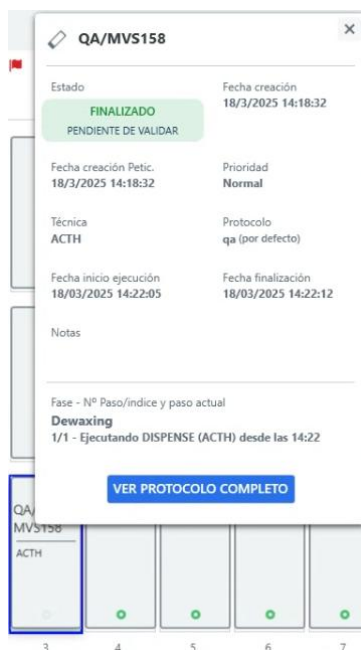 QA/MVS158
Estado
Fecha creación
FINALIZADO
18/3/2025 14:18:32
PENDIENTE DE VALIDAR
Fecha creación Petic.
Prioridad
18/3/2025 14:18:32
Normal
Técnica
Protocolo
ACTH
qa (por defecto)
Fecha inicio ejecución
Fecha finalización
18/03/2025 14:22:05
18/03/2025 14:22:12
Notas
Fase - Nº Paso/indice y paso actual
Dewaxing
1/1 - Ejecutando DISPENSE (ACTH) desde las 14:22
VER PROTOCOLO COMPLETO
QA/
MVS158
ACTH
3 4 5 6 7